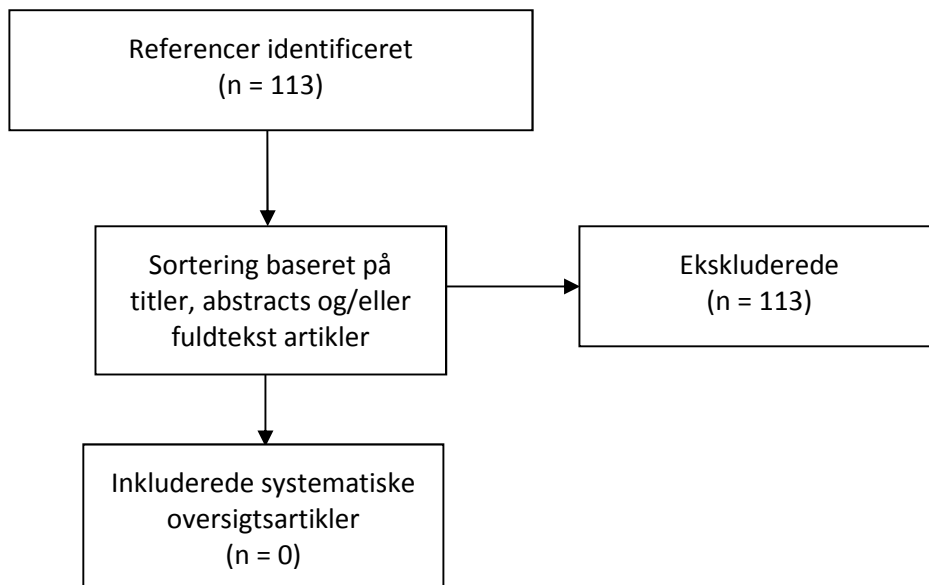 Referencer identificeret
(n = 113)
Sortering baseret på
titler, abstracts og/eller
fuldtekst artikler
Ekskluderede
(n = 113)
Inkluderede systematiske
oversigtsartikler
(n = 0)